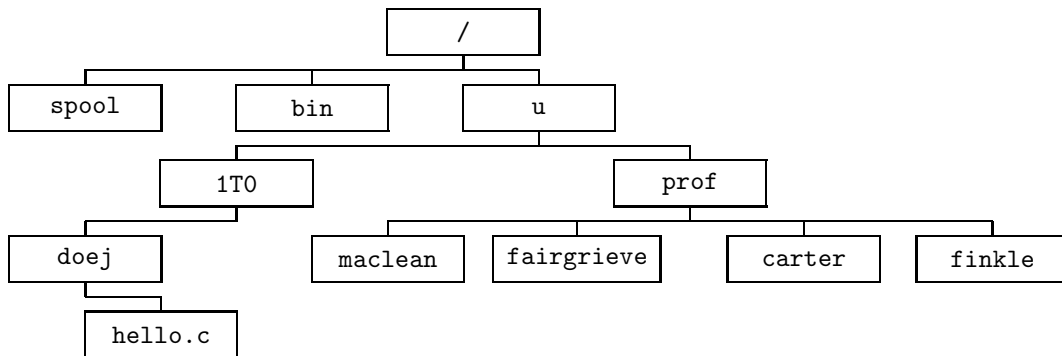 /
spool bin u
1T0 prof
doej maclean fairgrieve carter finkle
hello.c